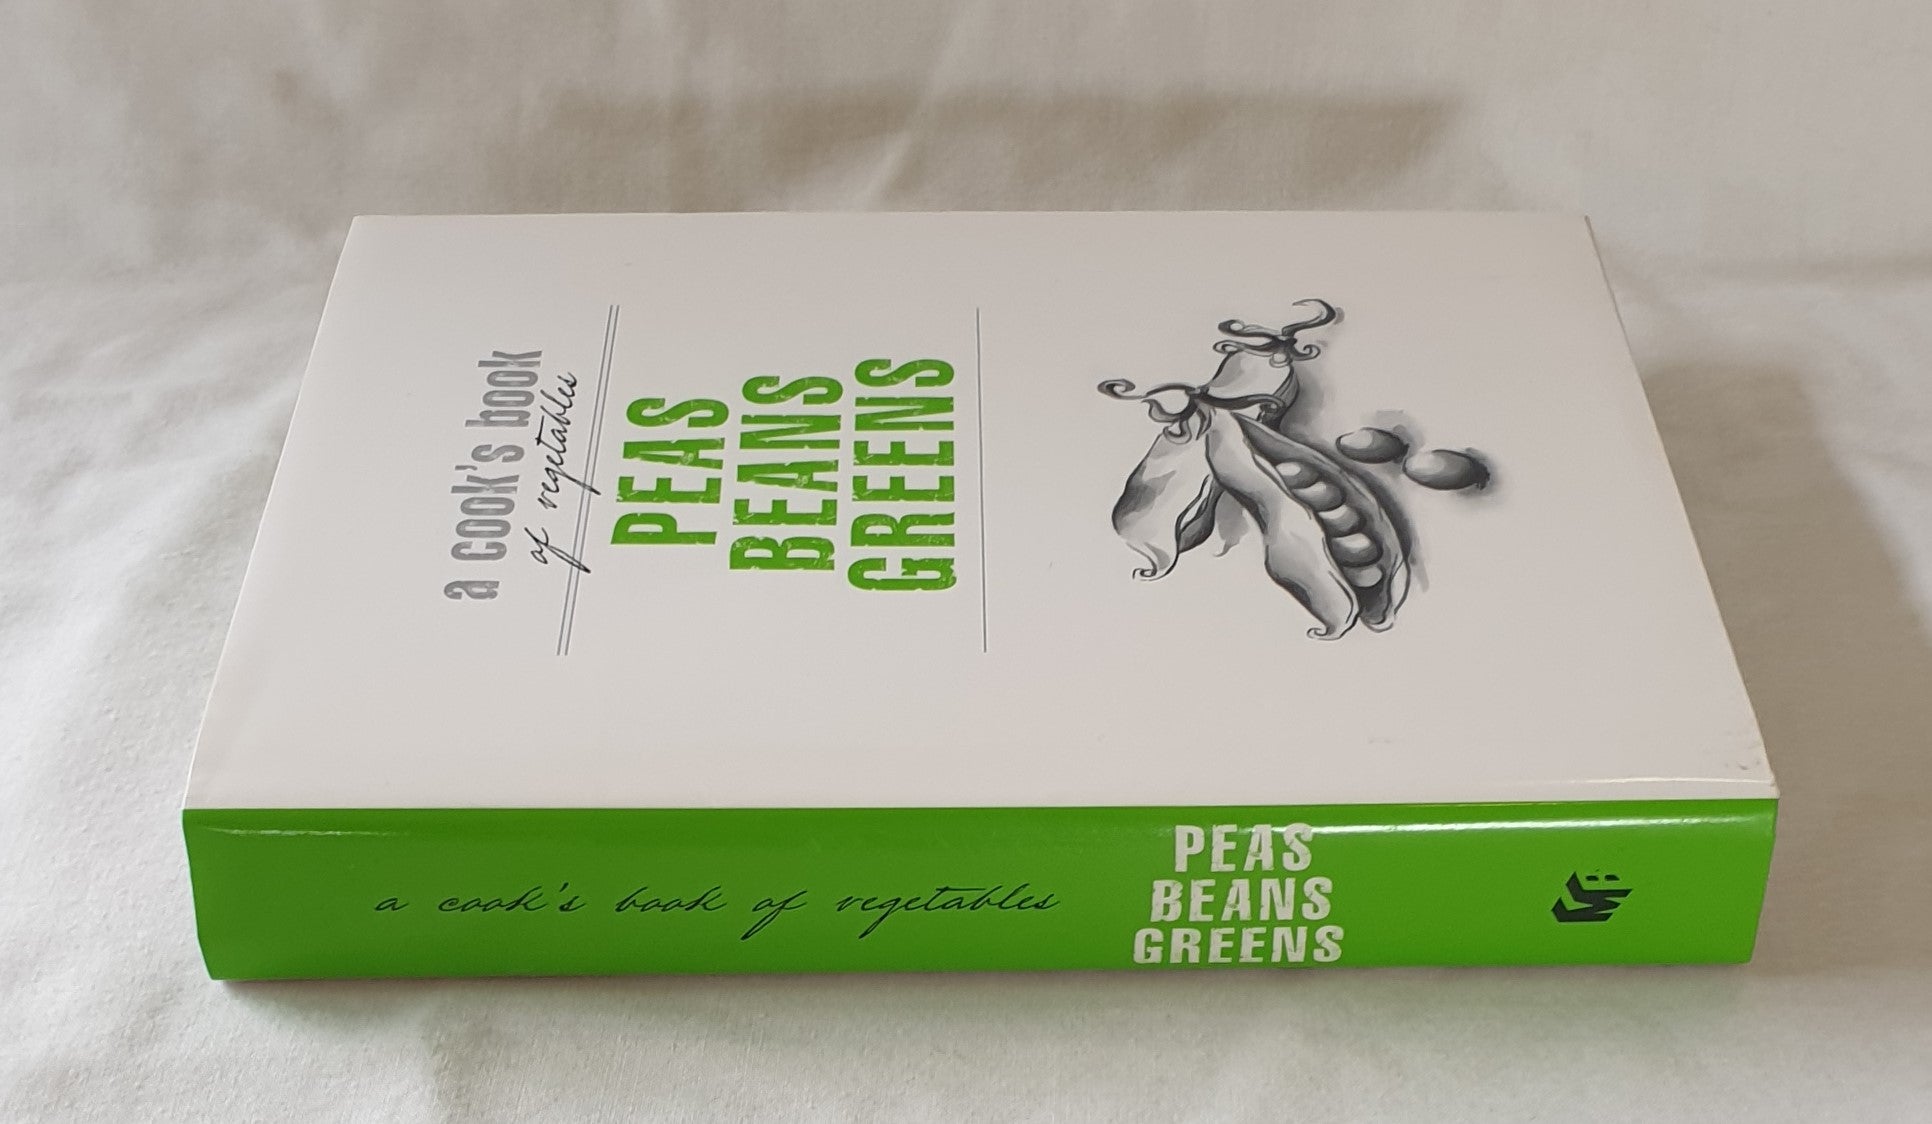 a cook's book
of vegetables
PEAS
BEANS
GREENS
a cook's book of vegetables
PEAS
BEANS
GREENS